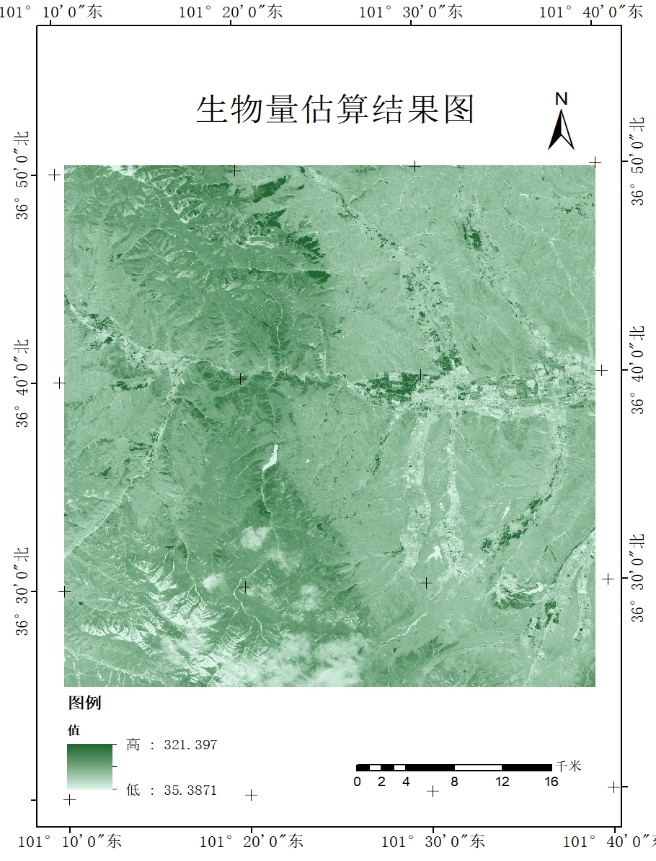 101° 10′0″东 101° 20′0″东 101° 30′0″东 101° 40′0″东
生物量估算结果图
N
36° 50′0″北 36° 50′0″北
36° 40′0″北 36° 40′0″北
36° 30′0″北 36° 30′0″北
图例
值
高 : 321.397
低 : 35.3871
千米
0 2 4 8 12 16
101° 10′0″东 101° 20′0″东 101° 30′0″东 101° 40′0″东